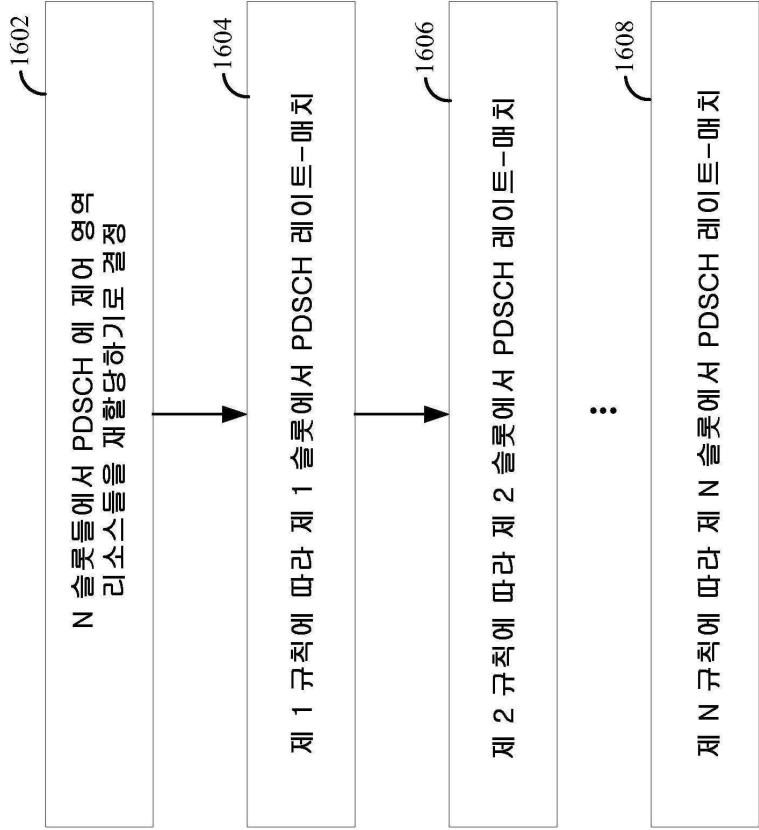 1602
N 슬롯들에서 PDSCH 에 제어 영역
리소스들을 재할당하기로 결정
1604
제 1 규칙에 따라 제 1 슬롯에서 PDSCH 레이트-매치
1606
제 2 규칙에 따라 제 2 슬롯에서 PDSCH 레이트-매치
...
1608
제 N 규칙에 따라 제 N 슬롯에서 PDSCH 레이트-매치